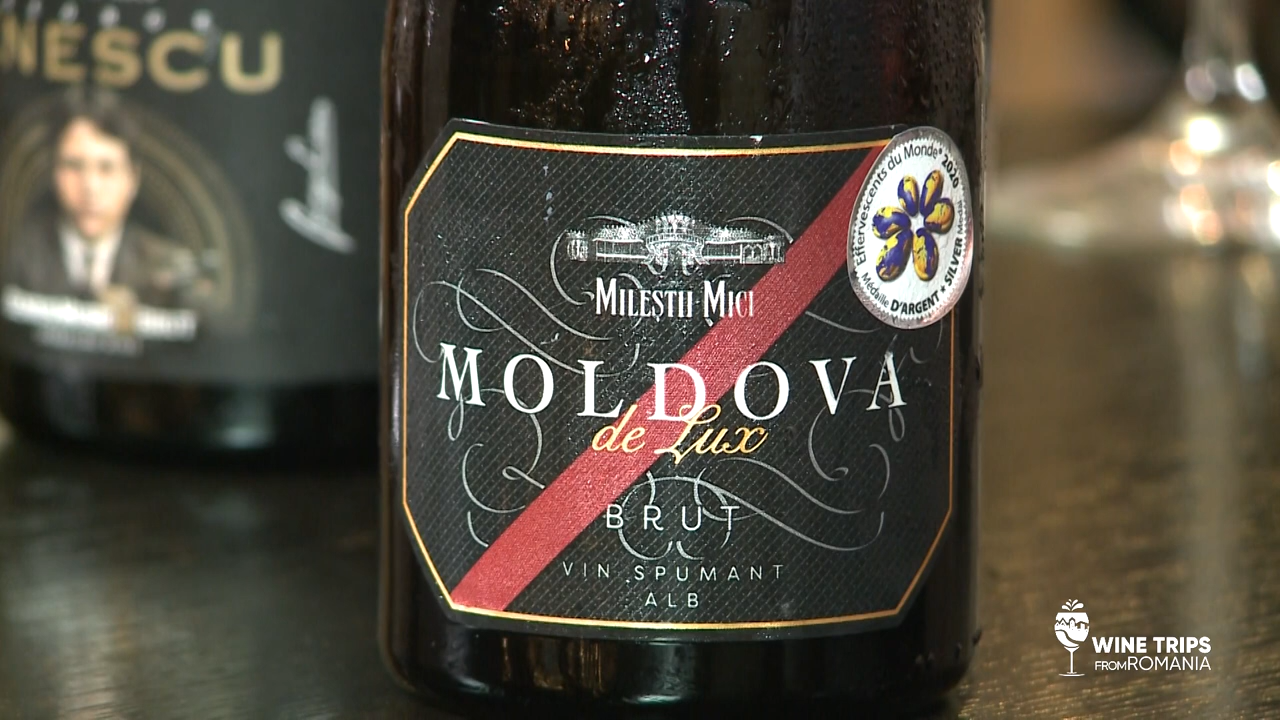 NESCU
MILEȘTII MICI
MOLDOVA
de Lux
BRUT
VIN SPUMANT
ALB
Effervescents du Monde® 2020
Médaille D'ARGENT • SILVER
WINE TRIPS
FROM ROMANIA